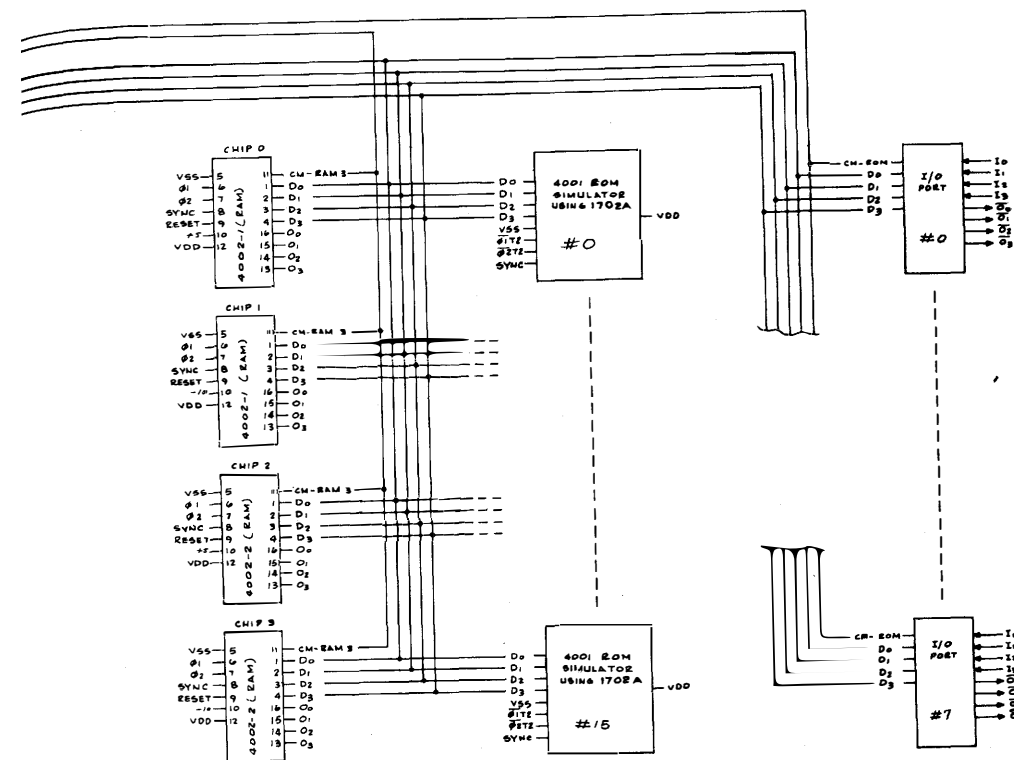 CHIP 0
VSS 5 11 CM-RAM 3
φ1 6 1 D0
φ2 7 2 D1
SYNC 8 3 D2
RESET 9 4 D3
+5 10 16 O0
VDD 12 15 O1
14 O2
13 O3
4002-1 (RAM)
D0
D1
D2
D3
VSS
φ1T2
φ2T2
SYNC
4001 ROM
SIMULATOR
USING 1702A
#0
VDD
CM-ROM
D0
D1
D2
D3
I/O
PORT
#0
I0
I1
I2
I3
O0
O1
O2
O3
CHIP 1
VSS 5 11 CM-RAM 3
φ1 6 1 D0
φ2 7 2 D1
SYNC 8 3 D2
RESET 9 4 D3
-10 10 16 O0
VDD 12 15 O1
14 O2
13 O3
4002-1 (RAM)
CHIP 2
VSS 5 11 CM-RAM 3
φ1 6 1 D0
φ2 7 2 D1
SYNC 8 3 D2
RESET 9 4 D3
+5 10 16 O0
VDD 12 15 O1
14 O2
13 O3
4002-2 (RAM)
CHIP 3
VSS 5 11 CM-RAM 3
φ1 6 1 D0
φ2 7 2 D1
SYNC 8 3 D2
RESET 9 4 D3
-10 10 16 O0
VDD 12 15 O1
14 O2
13 O3
4002-2 (RAM)
D0
D1
D2
D3
VSS
φ1T2
φ2T2
SYNC
4001 ROM
SIMULATOR
USING 1702A
#15
VDD
CM-ROM
D0
D1
D2
D3
I/O
PORT
#7